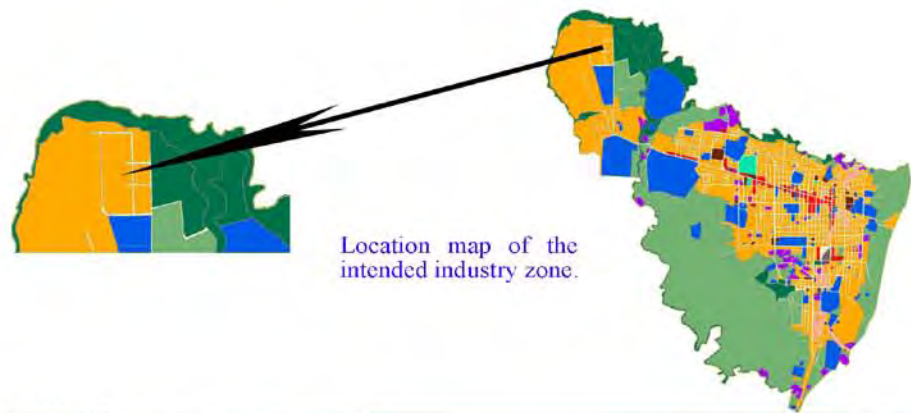 Location map of the
intended industry zone.